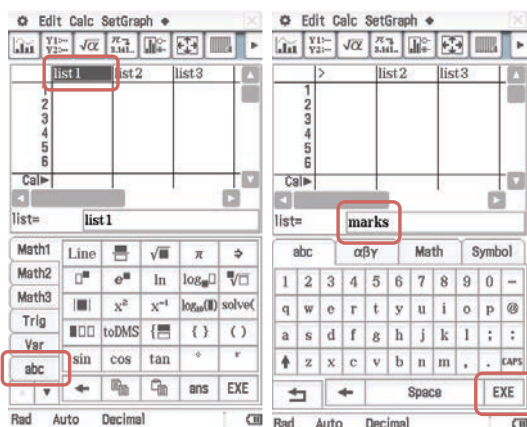 Edit Calc SetGraph
list1 list2 list3
1
2
3
4
5
6
Cal▶
list= list1
Math1 Line √ π ⇒
Math2 e ln log
Math3 x² x⁻¹ log₁₀ solve(
Trig toDMS { { } ( )
Var sin cos tan ° r
abc ans EXE
Rad Auto Decimal
Edit Calc SetGraph
> list2 list3
1
2
3
4
5
6
Cal▶
list= marks
abc αβγ Math Symbol
1 2 3 4 5 6 7 8 9 0 −
q w e r t y u i o p @
a s d f g h j k l ; :
z x c v b n m , . CAPS
Space EXE
Rad Auto Decimal